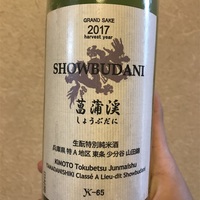 GRAND SAKE
2017
harvest year
SHOWBUDANI
菖蒲渓
しょうぶだに
生酛特別純米酒
兵庫県 特A地区 東条 少分谷 山田錦
KIMOTO Tokubetsu Junmaishu
YAMADANISHIKI Classé A Lieu-dit Showbudani
K-65